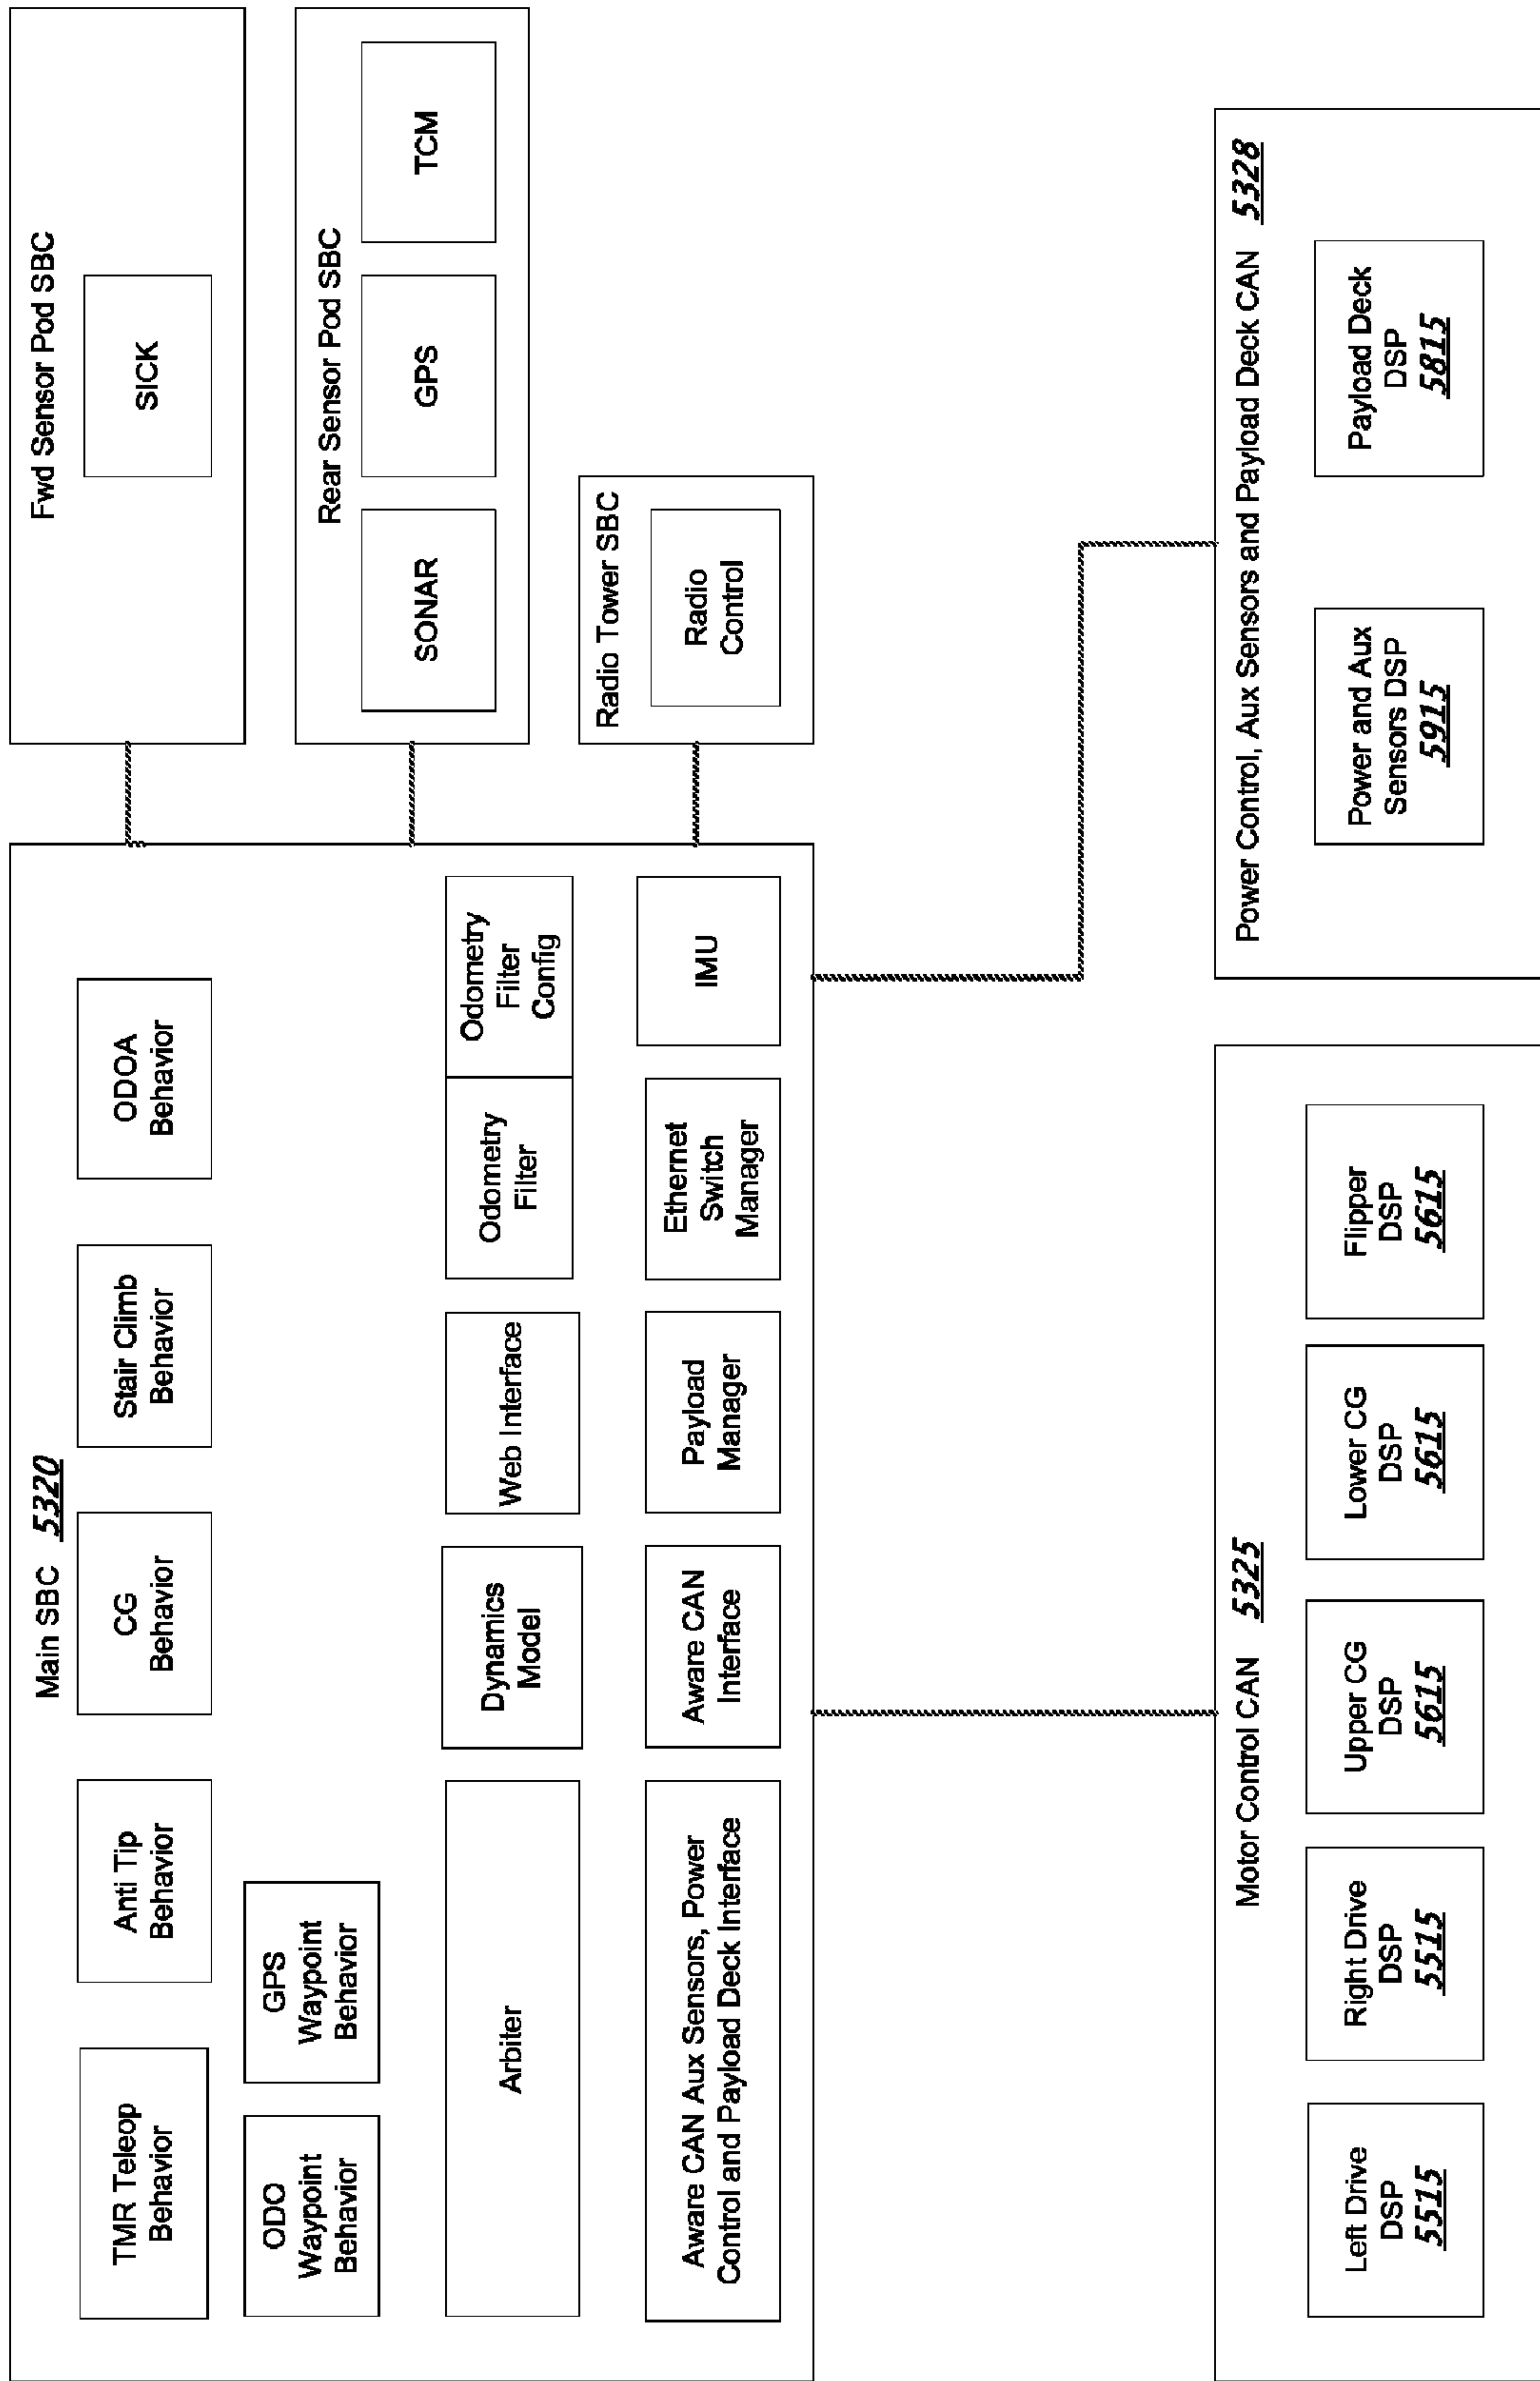 Main SBC 5320
TMR Teleop
Behavior
Anti Tip
Behavior
CG
Behavior
Stair Climb
Behavior
ODOA
Behavior
ODO
Waypoint
Behavior
GPS
Waypoint
Behavior
Arbiter
Dynamics
Model
Web Interface
Odometry
Filter
Odometry
Filter
Config
Aware CAN Aux Sensors, Power
Control and Payload Deck Interface
Aware CAN
Interface
Payload
Manager
Ethernet
Switch
Manager
IMU
Fwd Sensor Pod SBC
SICK
Rear Sensor Pod SBC
SONAR
GPS
TCM
Radio Tower SBC
Radio
Control
Motor Control CAN 5325
Left Drive
DSP
5515
Right Drive
DSP
5515
Upper CG
DSP
5615
Lower CG
DSP
5615
Flipper
DSP
5615
Power Control, Aux Sensors and Payload Deck CAN 5328
Power and Aux
Sensors DSP
5915
Payload Deck
DSP
5815